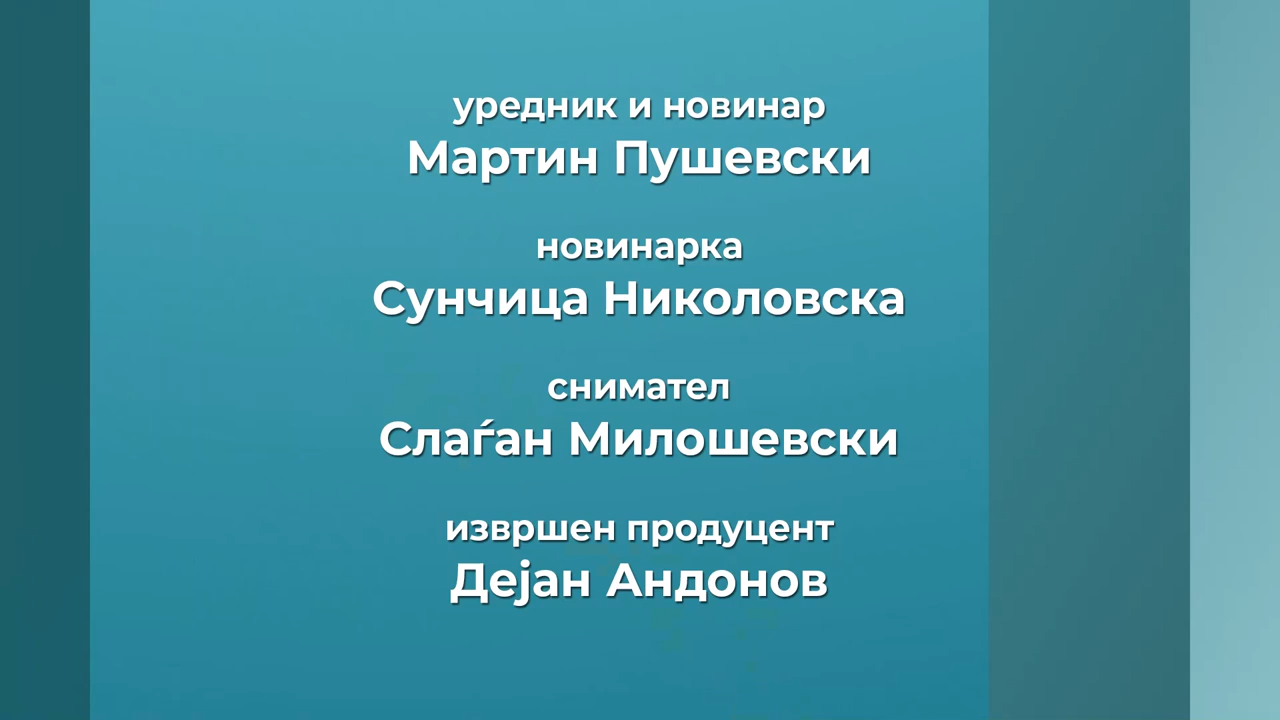 уредник и новинар
Мартин Пушевски
новинарка
Сунчица Николовска
снимател
Слаѓан Милошевски
извршен продуцент
Дејан Андонов